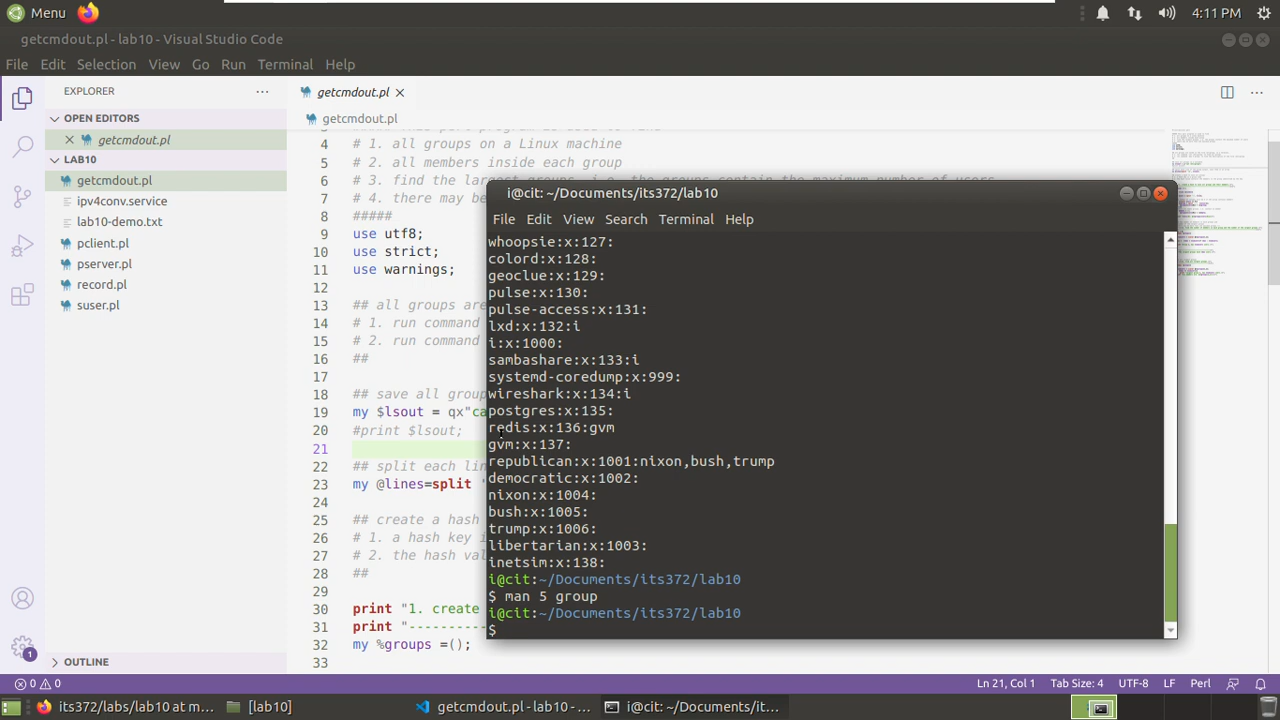 Menu 4:11 PM
getcmdout.pl - lab10 - Visual Studio Code
File Edit Selection View Go Run Terminal Help
EXPLORER ···
getcmdout.pl ×
OPEN EDITORS
getcmdout.pl
× getcmdout.pl
LAB10
getcmdout.pl
ipv4conv.service
lab10-demo.txt
pclient.pl
pserver.pl
record.pl
suser.pl
OUTLINE
4 # 1. all groups on a Linux machine
5 # 2. all members inside each group
6 # 3. find the largest groups, i.e. the groups contain the maximum number of users
7 # 4. there may be
8 #####
9 use utf8;
10 use strict;
11 use warnings;
12
13 ## all groups are
14 # 1. run command
15 # 2. run command
16 ##
17
18 ## save all group
19 my $lsout = qx"ca
20 #print $lsout;
21
22 ## split each lin
23 my @lines=split '
24
25 ## create a hash
26 # 1. a hash key i
27 # 2. the hash val
28 ##
29
30 print "1. create
31 print "----------
32 my %groups =();
33
i@cit: ~/Documents/its372/lab10
File Edit View Search Terminal Help
whoopsie:x:127:
colord:x:128:
geoclue:x:129:
pulse:x:130:
pulse-access:x:131:
lxd:x:132:i
i:x:1000:
sambashare:x:133:i
systemd-coredump:x:999:
wireshark:x:134:i
postgres:x:135:
redis:x:136:gvm
gvm:x:137:
republican:x:1001:nixon,bush,trump
democratic:x:1002:
nixon:x:1004:
bush:x:1005:
trump:x:1006:
libertarian:x:1003:
inetsim:x:138:
i@cit:~/Documents/its372/lab10
$ man 5 group
i@cit:~/Documents/its372/lab10
$
1
0 0 Ln 21, Col 1 Tab Size: 4 UTF-8 LF Perl
its372/labs/lab10 at m... [lab10] getcmdout.pl - lab10 - ... i@cit: ~/Documents/its...